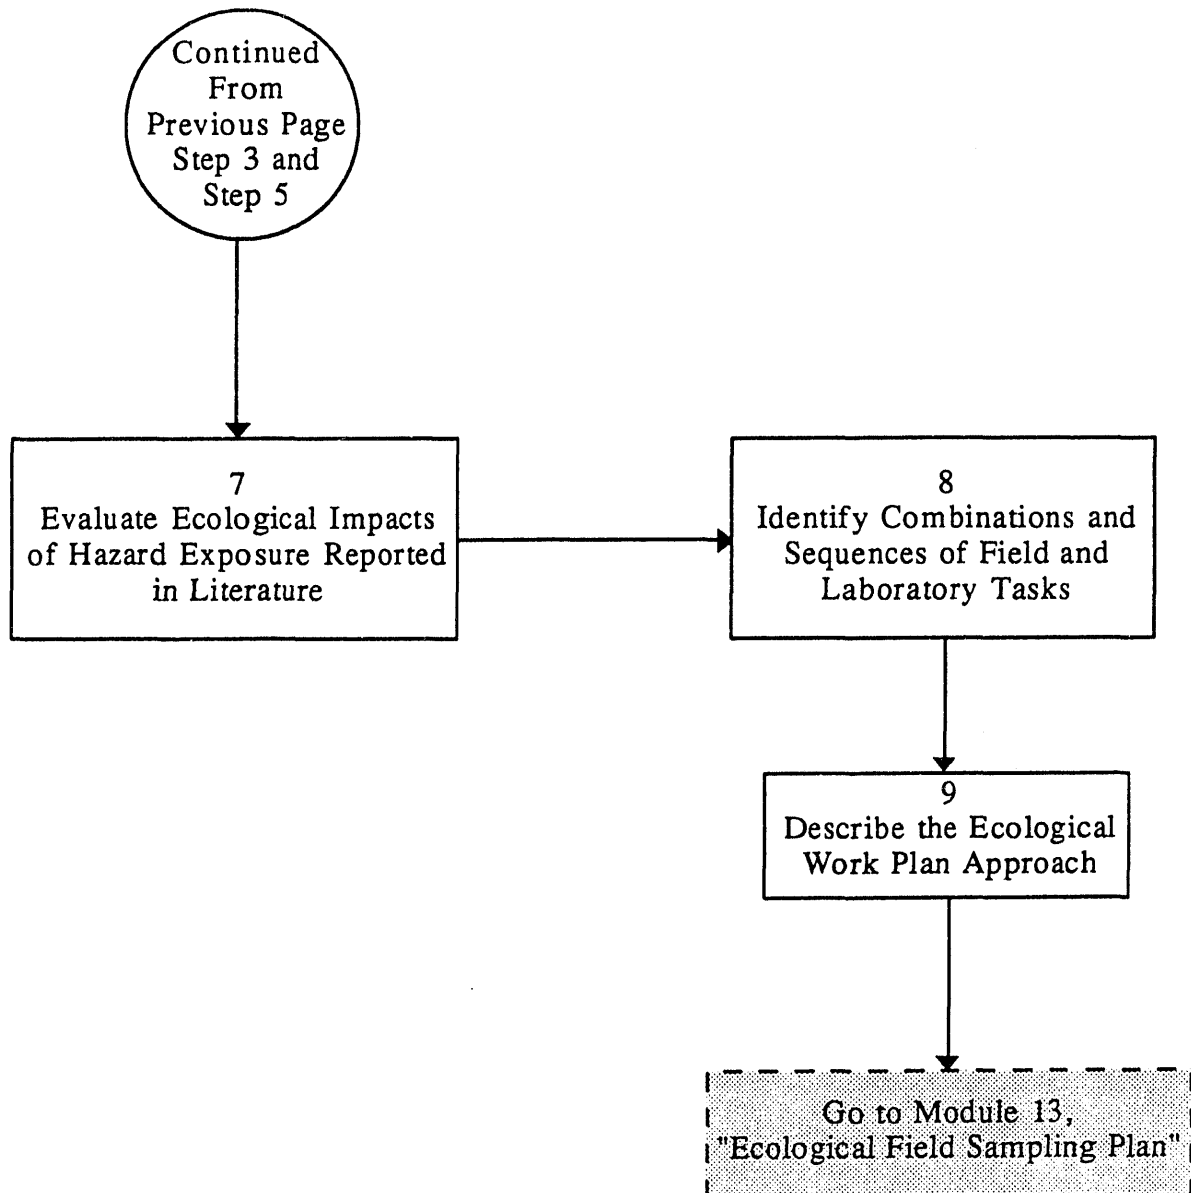 Continued
From
Previous Page
Step 3 and
Step 5
7
Evaluate Ecological Impacts
of Hazard Exposure Reported
in Literature
8
Identify Combinations and
Sequences of Field and
Laboratory Tasks
9
Describe the Ecological
Work Plan Approach
Go to Module 13,
"Ecological Field Sampling Plan"